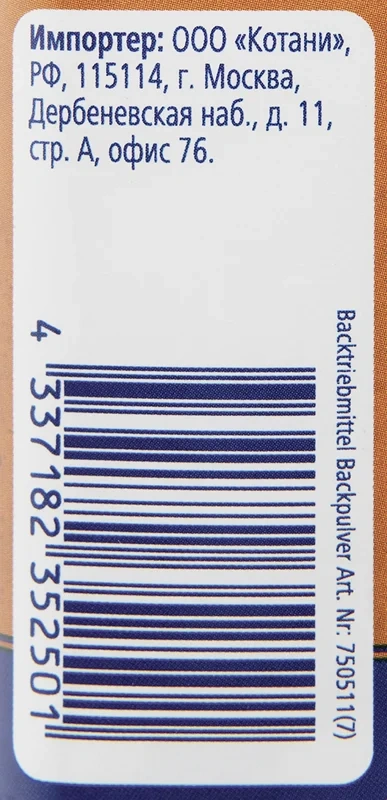 Импортер: ООО «Котани»,
РФ, 115114, г. Москва,
Дербеневская наб., д. 11,
стр. А, офис 76.
Backtriebmittel Backpulver Art. Nr: 750511(7)
4 337182 352501